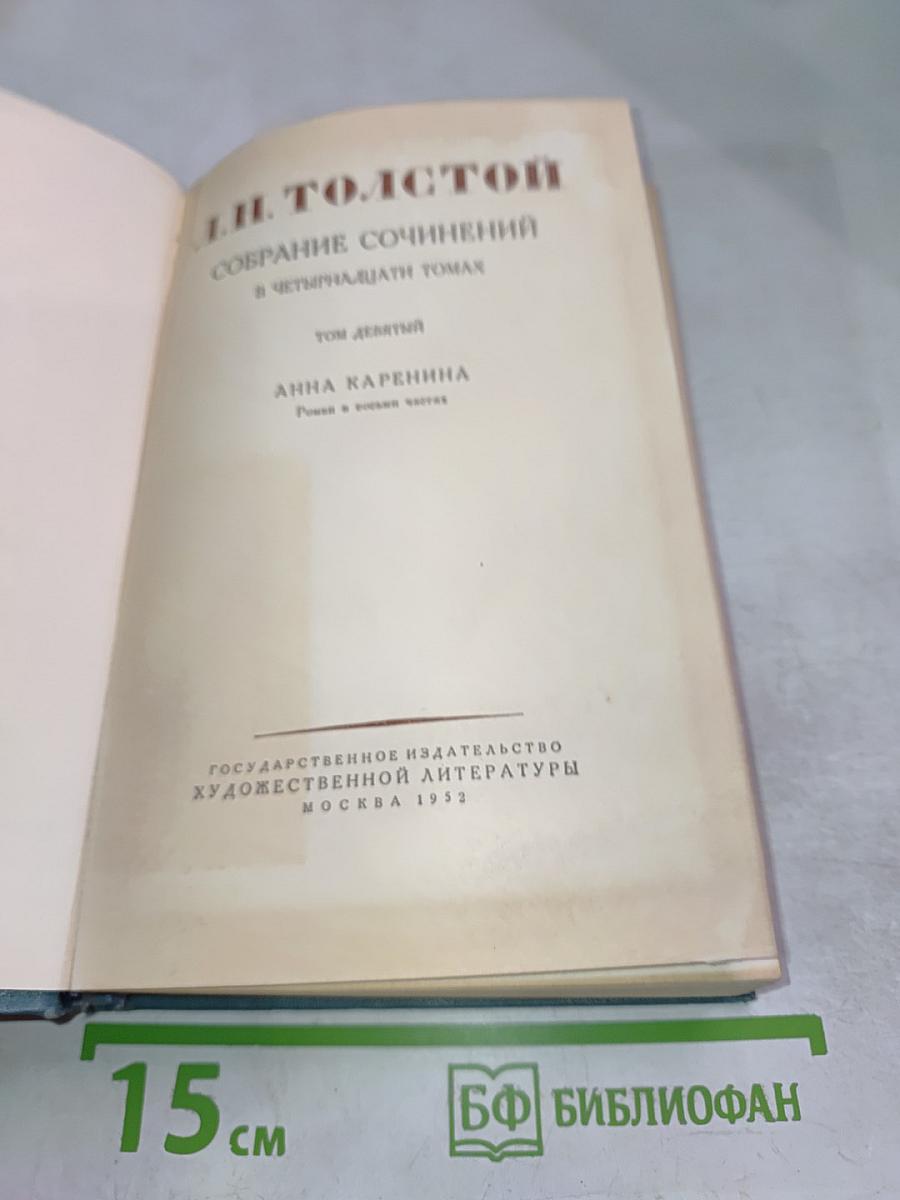 Л.Н. ТОЛСТОЙ
СОБРАНИЕ СОЧИНЕНИЙ
В ЧЕТЫРНАДЦАТИ ТОМАХ
ТОМ ДЕВЯТЫЙ
АННА КАРЕНИНА
Роман в восьми частях
ГОСУДАРСТВЕННОЕ ИЗДАТЕЛЬСТВО
ХУДОЖЕСТВЕННОЙ ЛИТЕРАТУРЫ
МОСКВА 1952
15 см
БФ БИБЛИОФАН